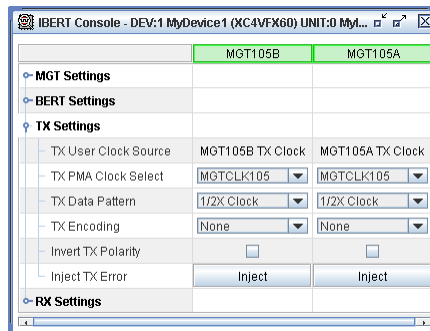 IBERT Console - DEV:1 MyDevice1 (XC4VFX60) UNIT:0 MyI...
MGT105B MGT105A
MGT Settings
BERT Settings
TX Settings
TX User Clock Source MGT105B TX Clock MGT105A TX Clock
TX PMA Clock Select MGTCLK105 MGTCLK105
TX Data Pattern 1/2X Clock 1/2X Clock
TX Encoding None None
Invert TX Polarity
Inject TX Error Inject Inject
RX Settings